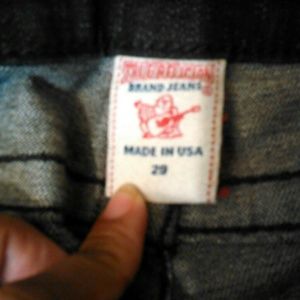 TRUE RELIGION
BRAND JEANS
MADE IN USA
29